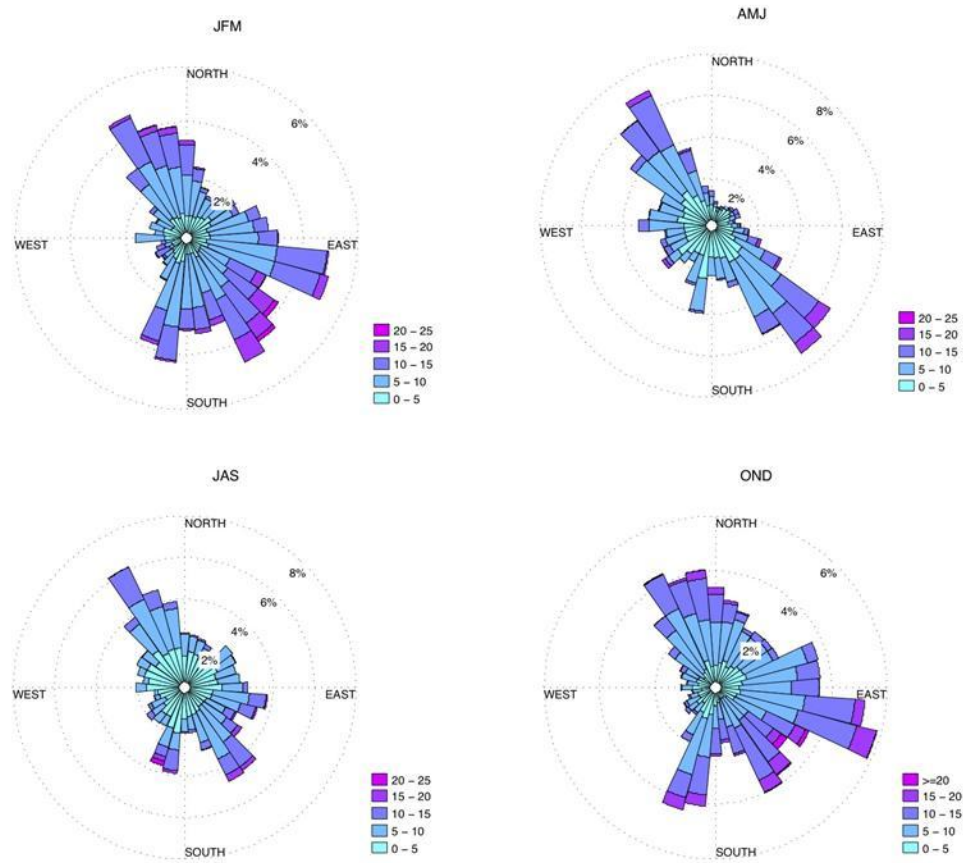 JFM
NORTH
6%
4%
2%
WEST
EAST
SOUTH
20 - 25
15 - 20
10 - 15
5 - 10
0 - 5
AMJ
NORTH
8%
6%
4%
2%
WEST
EAST
SOUTH
20 - 25
15 - 20
10 - 15
5 - 10
0 - 5
JAS
NORTH
8%
6%
4%
2%
WEST
EAST
SOUTH
20 - 25
15 - 20
10 - 15
5 - 10
0 - 5
OND
NORTH
6%
4%
2%
WEST
EAST
SOUTH
>=20
15 - 20
10 - 15
5 - 10
0 - 5